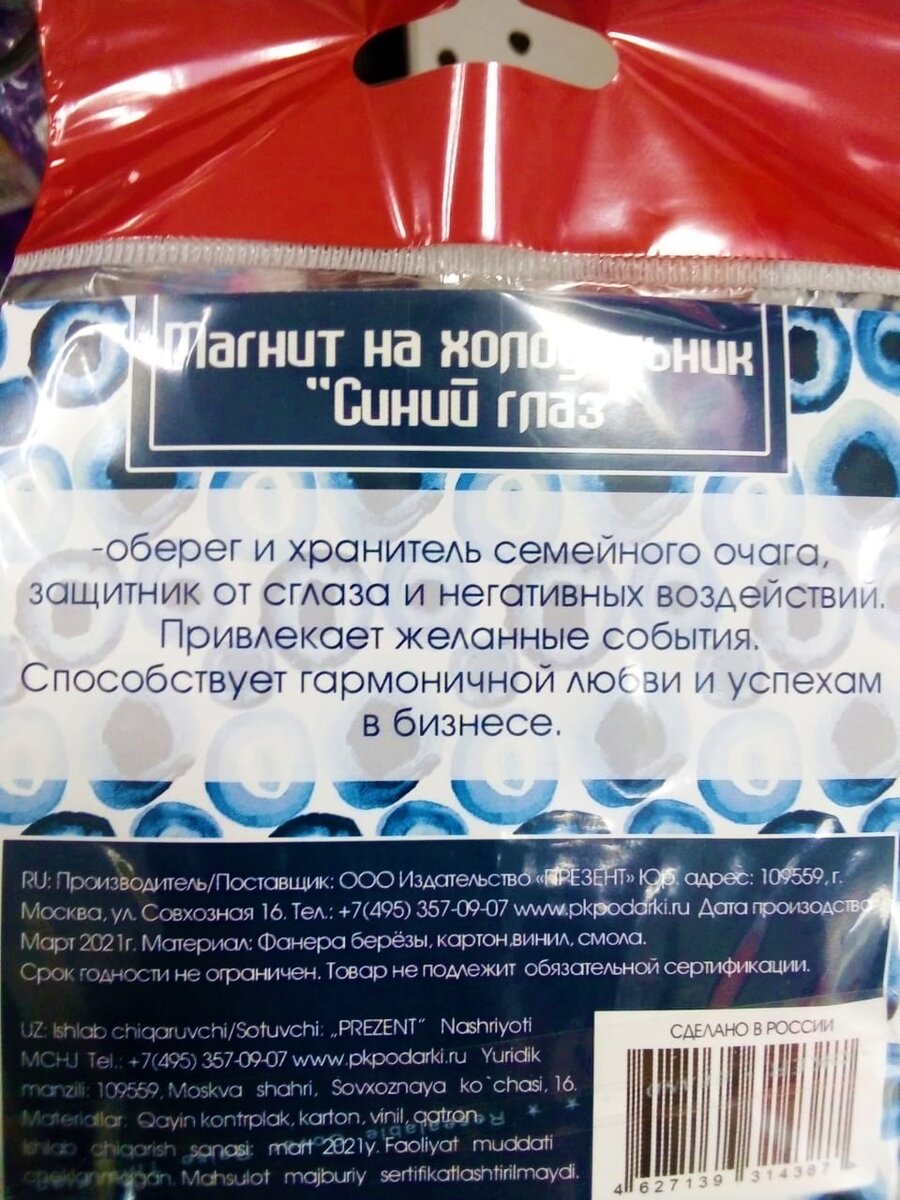 Магнит на холодильник
"Синий глаз
-оберег и хранитель семейного очага,
защитник от сглаза и негативных воздействий.
Привлекает желанные события.
Способствует гармоничной любви и успехам
в бизнесе.
RU: Производитель/Поставщик: ООО Издательство «ПРЕЗЕНТ» Юр. адрес: 109559, г.
Москва, ул. Совхозная 16. Тел.: +7(495) 357-09-07 www.pkpodarki.ru Дата произодства
Март 2021г. Материал: Фанера берёзы, картон,винил, смола.
Срок годности не ограничен. Товар не подлежит обязательной сертификации.
UZ: Ishlab chiqaruvchi/Sotuvchi: „PREZENT” Nashriyoti
MCHJ Tel.: +7(495) 357-09-07 www.pkpodarki.ru Yuridik
manzili: 109559, Moskva shahri, Sovxoznaya ko`chasi, 16.
Materiallar: Qayin kontrplak, karton, vinil, qatron.
Ishlab chiqarish sanasi: mart 2021y. Faoliyat muddati
cheklanmagan. Mahsulot majburiy sertifikatlashtirilmaydi.
СДЕЛАНО В РОССИИ
4 627139 314387